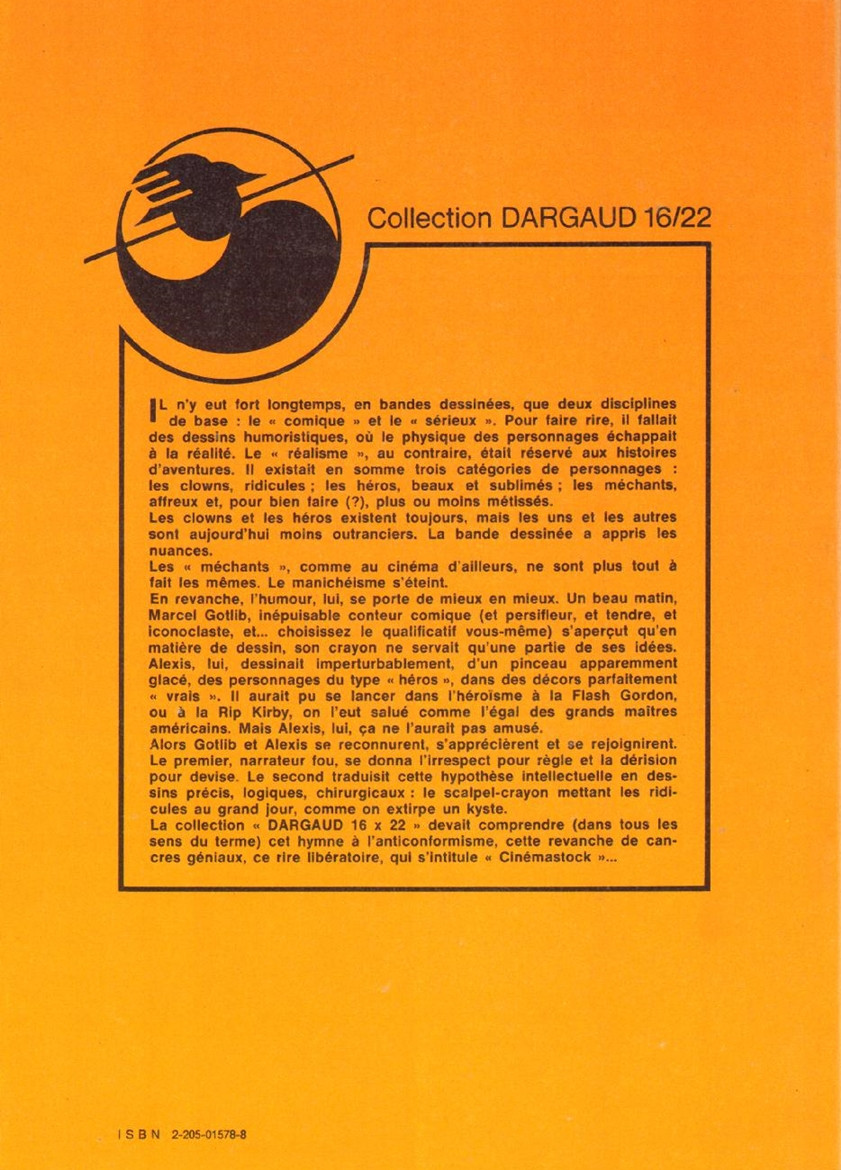 Collection DARGAUD 16/22
IL n'y eut fort longtemps, en bandes dessinées, que deux disciplines
de base : le « comique » et le « sérieux ». Pour faire rire, il fallait
des dessins humoristiques, où le physique des personnages échappait
à la réalité. Le « réalisme », au contraire, était réservé aux histoires
d'aventures. Il existait en somme trois catégories de personnages :
les clowns, ridicules ; les héros, beaux et sublimés ; les méchants,
affreux et, pour bien faire (?), plus ou moins métissés.
Les clowns et les héros existent toujours, mais les uns et les autres
sont aujourd'hui moins outranciers. La bande dessinée a appris les
nuances.
Les « méchants », comme au cinéma d'ailleurs, ne sont plus tout à
fait les mêmes. Le manichéisme s'éteint.
En revanche, l'humour, lui, se porte de mieux en mieux. Un beau matin,
Marcel Gotlib, inépuisable conteur comique (et persifleur, et tendre, et
iconoclaste, et... choisissez le qualificatif vous-même) s'aperçut qu'en
matière de dessin, son crayon ne servait qu'une partie de ses idées.
Alexis, lui, dessinait imperturbablement, d'un pinceau apparemment
glacé, des personnages du type « héros », dans des décors parfaitement
« vrais ». Il aurait pu se lancer dans l'héroïsme à la Flash Gordon,
ou à la Rip Kirby, on l'eut salué comme l'égal des grands maîtres
américains. Mais Alexis, lui, ça ne l'aurait pas amusé.
Alors Gotlib et Alexis se reconnurent, s'apprécièrent et se rejoignirent.
Le premier, narrateur fou, se donna l'irrespect pour règle et la dérision
pour devise. Le second traduisit cette hypothèse intellectuelle en des-
sins précis, logiques, chirurgicaux : le scalpel-crayon mettant les ridi-
cules au grand jour, comme on extirpe un kyste.
La collection « DARGAUD 16 x 22 » devait comprendre (dans tous les
sens du terme) cet hymne à l'anticonformisme, cette revanche de can-
cres géniaux, ce rire libératoire, qui s'intitule « Cinémastock »...
ISBN 2-205-01578-8